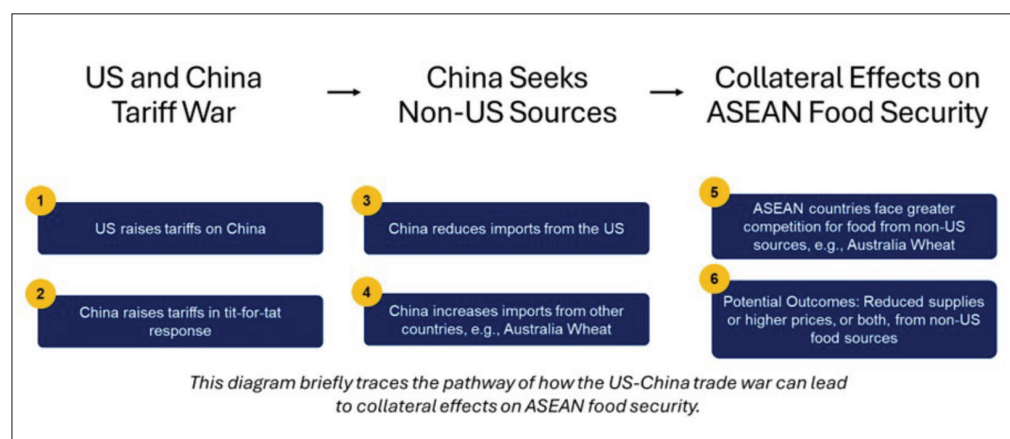 US and China
Tariff War
→
China Seeks
Non-US Sources
→
Collateral Effects on
ASEAN Food Security
1
US raises tariffs on China
2
China raises tariffs in tit-for-tat
response
3
China reduces imports from the US
4
China increases imports from other
countries, e.g., Australia Wheat
5
ASEAN countries face greater
competition for food from non-US
sources, e.g., Australia Wheat
6
Potential Outcomes: Reduced supplies
or higher prices, or both, from non-US
food sources
This diagram briefly traces the pathway of how the US-China trade war can lead
to collateral effects on ASEAN food security.